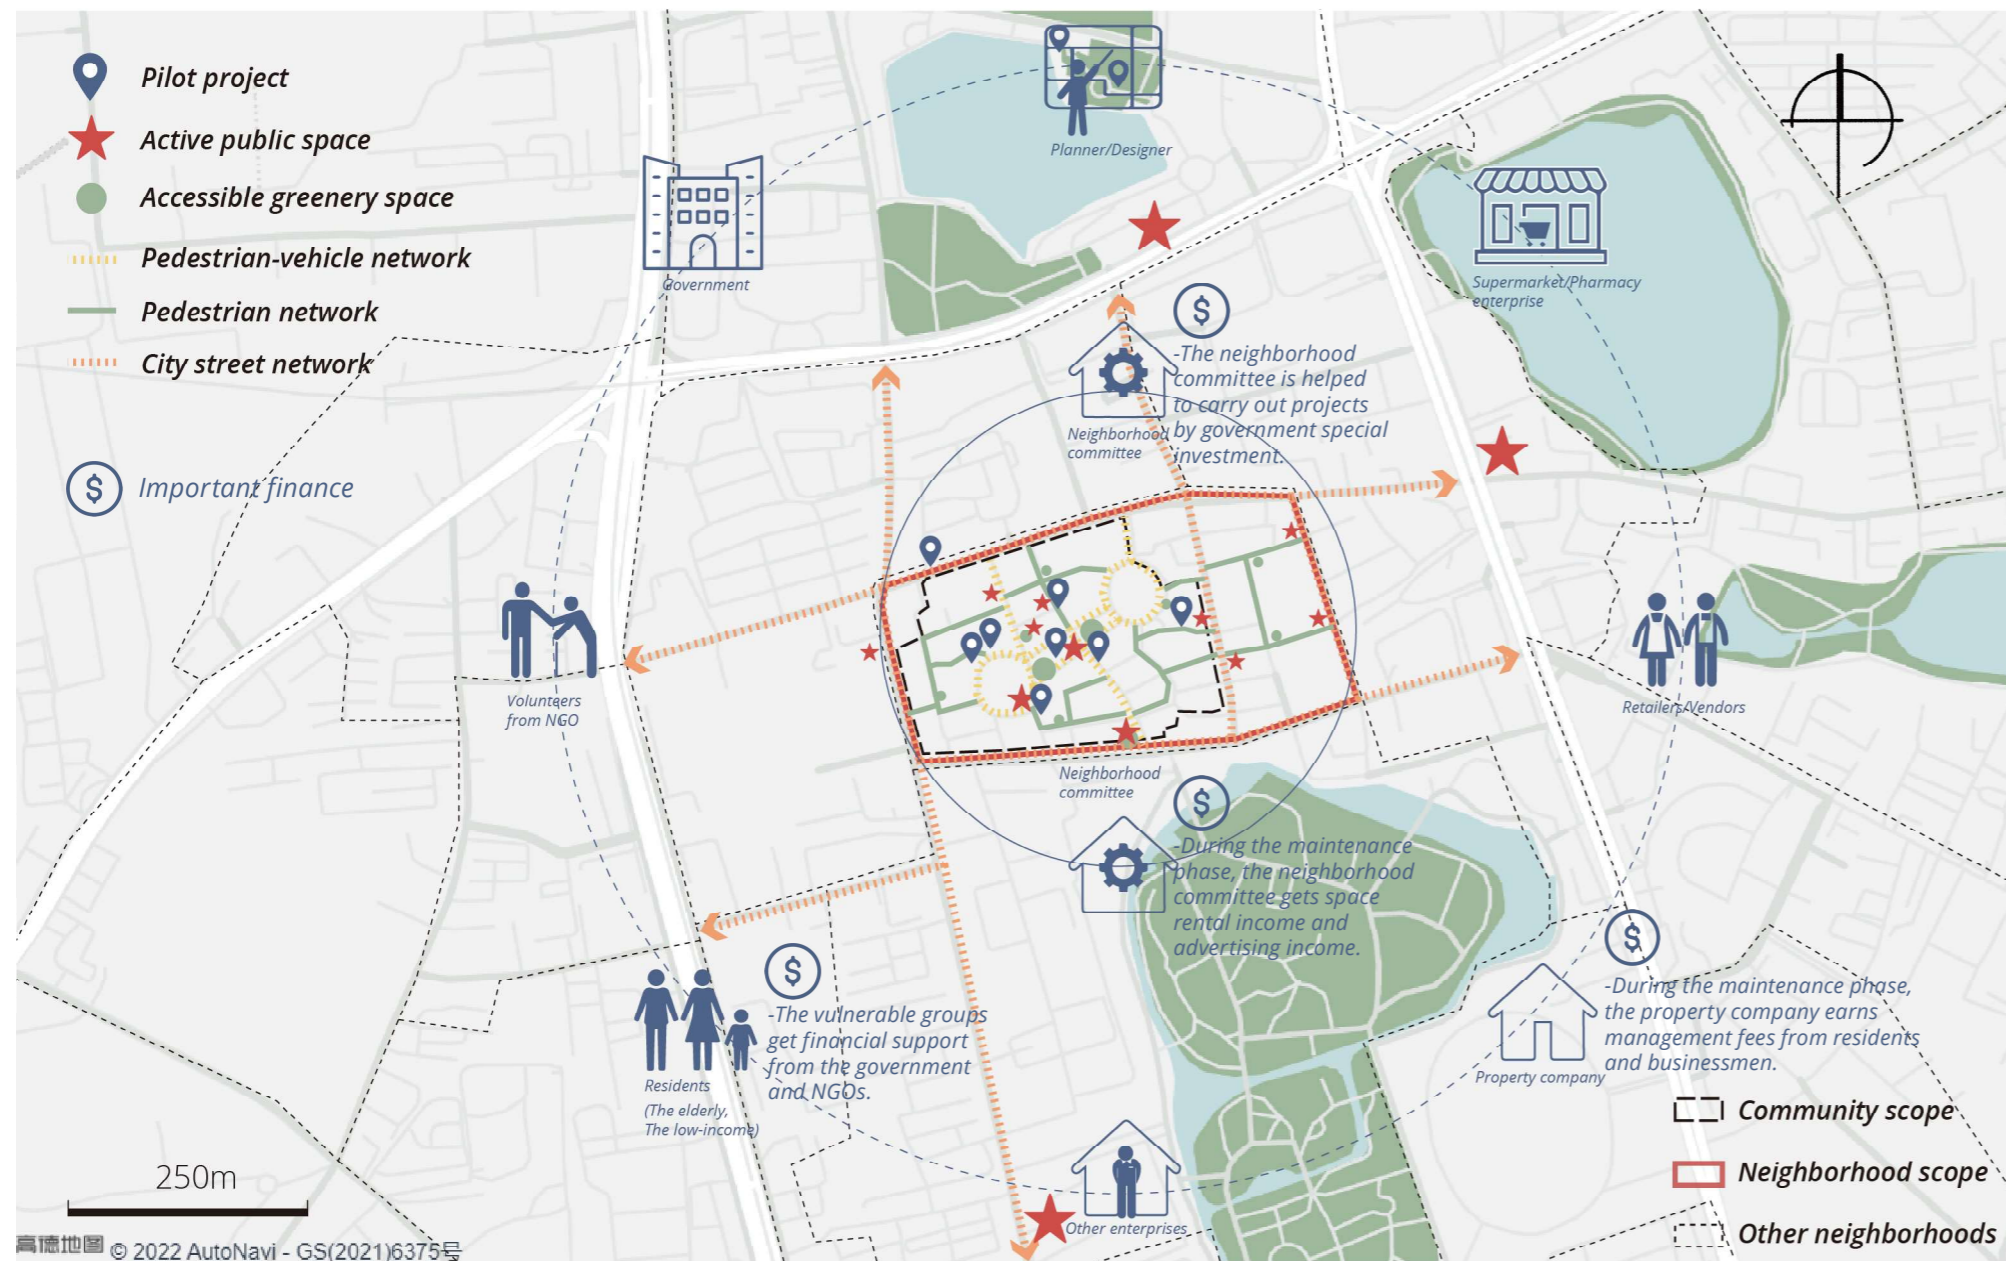 Pilot project
Active public space
Accessible greenery space
Pedestrian-vehicle network
Pedestrian network
City street network
$ Important finance
Planner/Designer
Government
Supermarket/Pharmacy
enterprise
$
-The neighborhood
committee is helped
to carry out projects
by government special
investment.
Neighborhood
committee
Volunteers
from NGO
Retailers/Vendors
Neighborhood
committee
$
-During the maintenance
phase, the neighborhood
committee gets space
rental income and
advertising income.
$
-The vulnerable groups
get financial support
from the government
and NGOs.
Residents
(The elderly,
The low-income)
$
-During the maintenance phase,
the property company earns
management fees from residents
and businessmen.
Property company
Other enterprises
Community scope
Neighborhood scope
Other neighborhoods
250m
高德地图 © 2022 AutoNavi - GS(2021)6375号